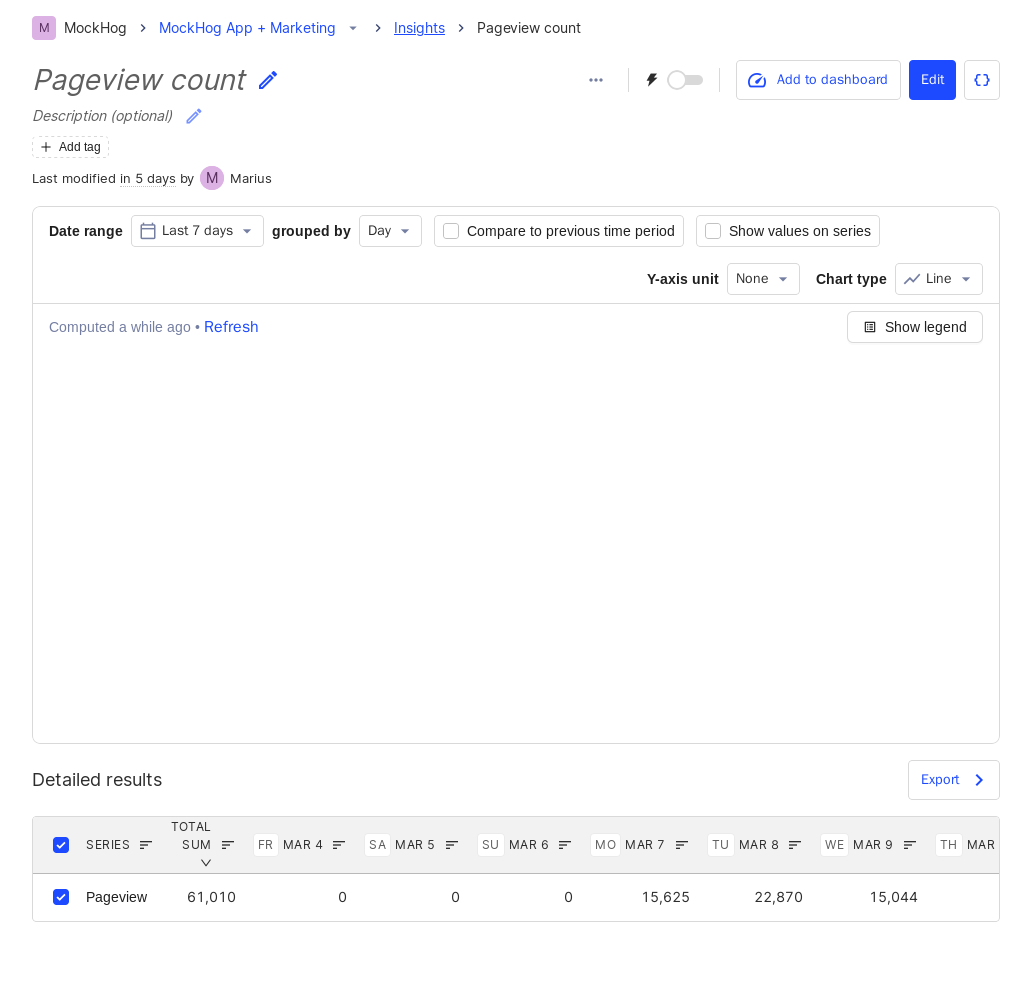 M MockHog MockHog App + Marketing Insights Pageview count
Pageview count
Add to dashboard Edit
Description (optional)
Add tag
Last modified in 5 days by M Marius
Date range Last 7 days grouped by Day Compare to previous time period Show values on series
Y-axis unit None Chart type Line
Computed a while ago • Refresh Show legend
Detailed results Export
SERIES TOTAL SUM FR MAR 4 SA MAR 5 SU MAR 6 MO MAR 7 TU MAR 8 WE MAR 9 TH MAR
Pageview 61,010 0 0 0 15,625 22,870 15,044